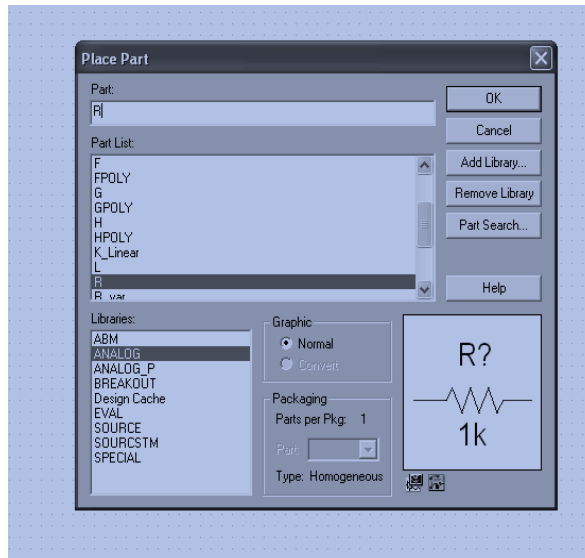 Place Part
Part:
R
OK
Cancel
Part List:
F
FPOLY
G
GPOLY
H
HPOLY
K_Linear
L
R
R_var
Add Library...
Remove Library
Part Search...
Help
Libraries:
ABM
ANALOG
ANALOG_P
BREAKOUT
Design Cache
EVAL
SOURCE
SOURCSTM
SPECIAL
Graphic
Normal
Convert
Packaging
Parts per Pkg: 1
Part:
Type: Homogeneous
R?
1k